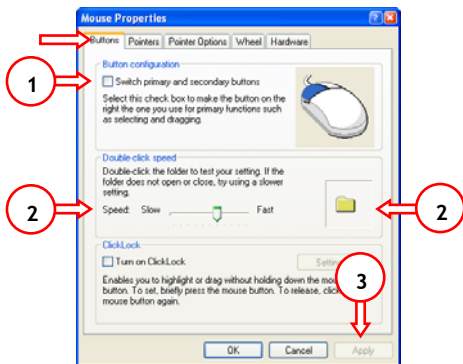 Mouse Properties
Buttons Pointers Pointer Options Wheel Hardware
Button configuration
1
Switch primary and secondary buttons
Select this check box to make the button on the
right the one you use for primary functions such
as selecting and dragging.
Double-click speed
Double-click the folder to test your setting. If the
folder does not open or close, try using a slower
setting.
2
Speed: Slow Fast
2
ClickLock
Turn on ClickLock
3
Enables you to highlight or drag without holding down the
button. To set, briefly press the mouse button. To release,
mouse button again.
OK Cancel Apply